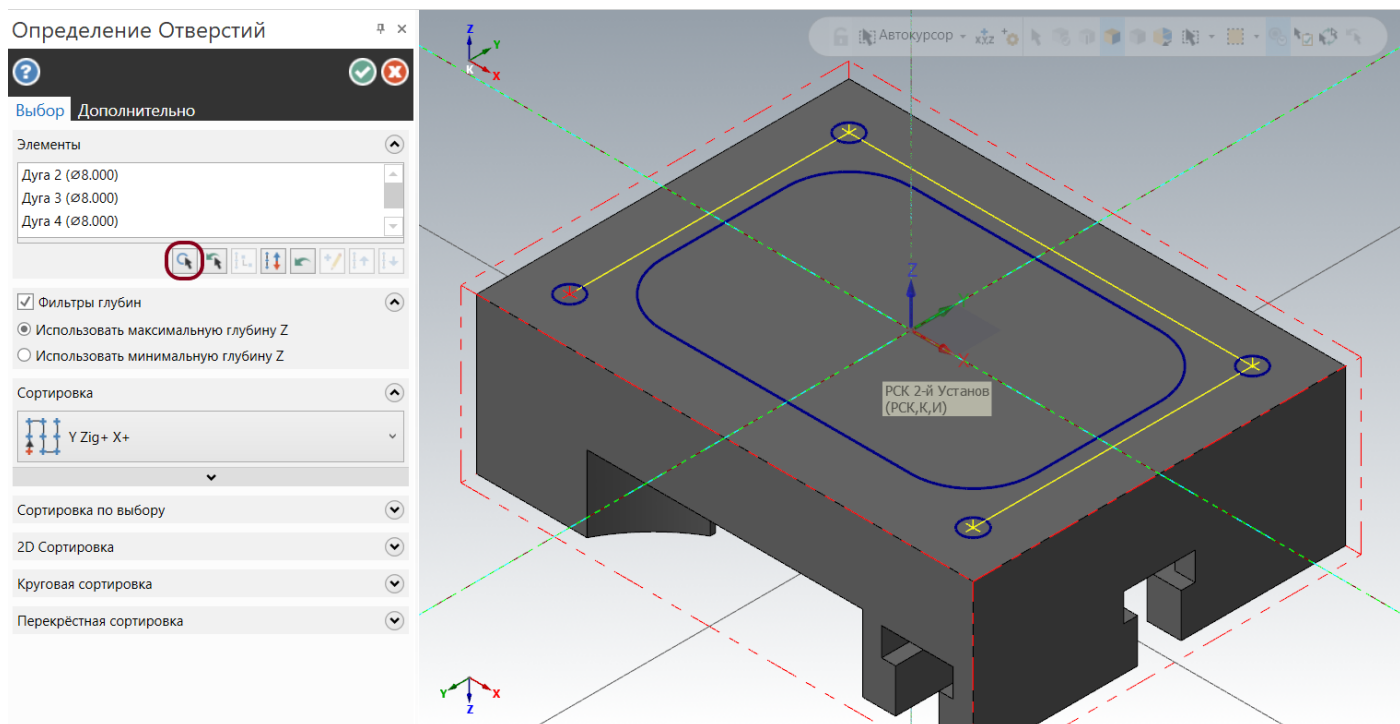 Определение Отверстий
Выбор Дополнительно
Элементы
Дуга 2 (Ø8.000)
Дуга 3 (Ø8.000)
Дуга 4 (Ø8.000)
Фильтры глубин
Использовать максимальную глубину Z
Использовать минимальную глубину Z
Сортировка
Y Zig+ X+
Сортировка по выбору
2D Сортировка
Круговая сортировка
Перекрёстная сортировка
Автокурсор
XYZ
Z
Y
K
X
Z
X
РСК 2-й Установ
(РСК,К,И)
Y
X
Z